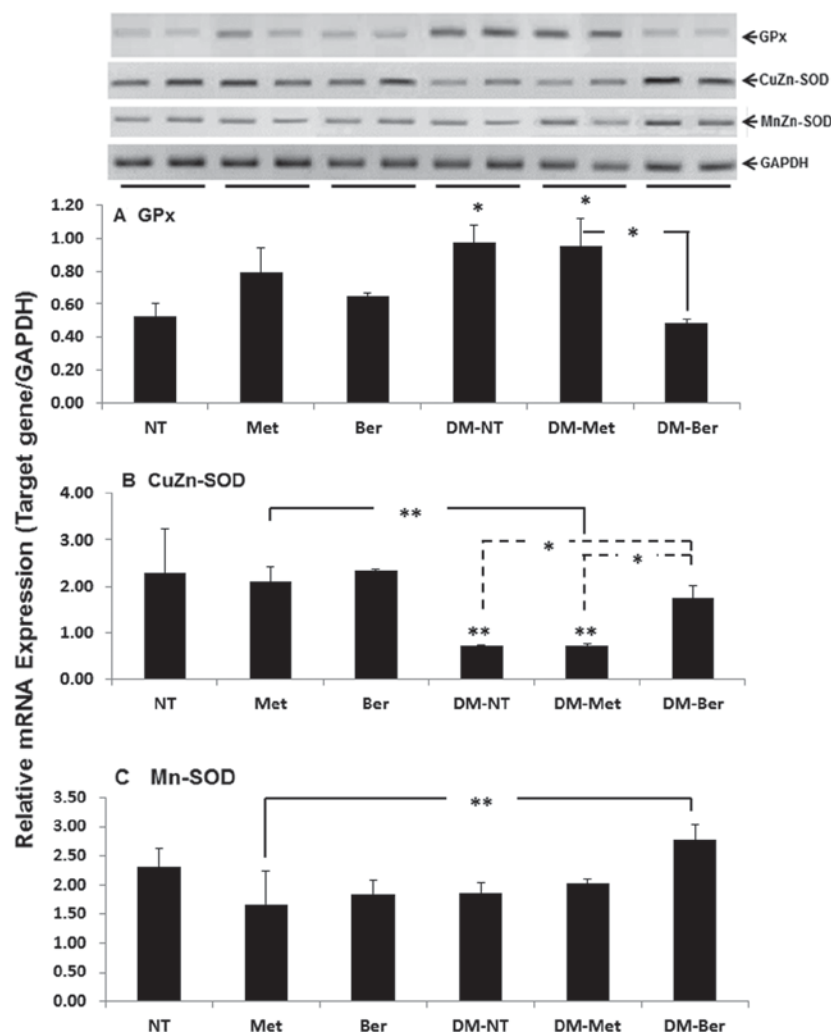 GPx
CuZn-SOD
MnZn-SOD
GAPDH
Relative mRNA Expression (Target gene/GAPDH)
A GPx
1.20
1.00
0.80
0.60
0.40
0.20
0.00
* * *
NT Met Ber DM-NT DM-Met DM-Ber
B CuZn-SOD
4.00
3.00
2.00
1.00
0.00
**
*
*
** **
NT Met Ber DM-NT DM-Met DM-Ber
C Mn-SOD
3.50
3.00
2.50
2.00
1.50
1.00
0.50
0.00
**
NT Met Ber DM-NT DM-Met DM-Ber